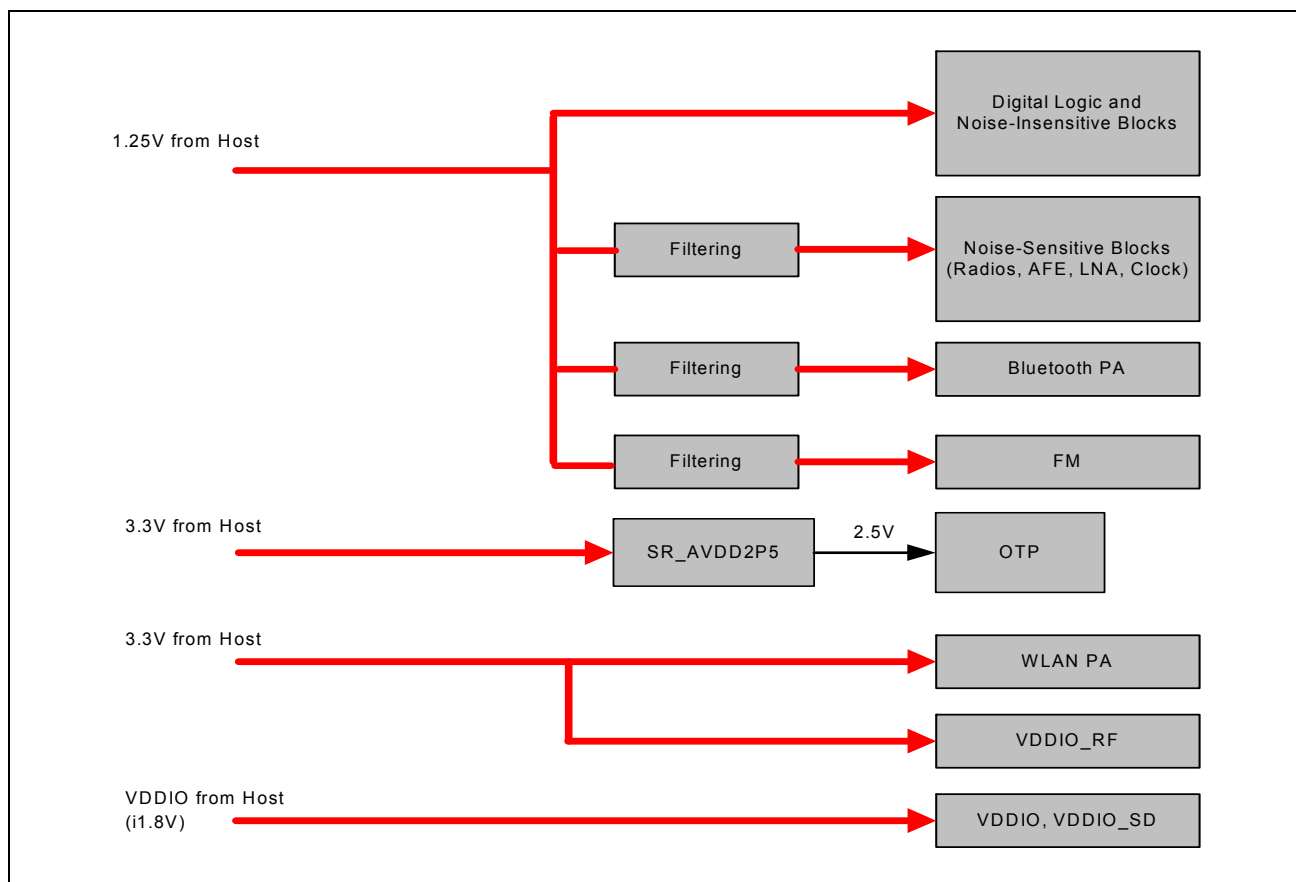 1.25V from Host
Digital Logic and
Noise-Insensitive Blocks
Filtering
Noise-Sensitive Blocks
(Radios, AFE, LNA, Clock)
Filtering
Bluetooth PA
Filtering
FM
3.3V from Host
SR_AVDD2P5
2.5V
OTP
3.3V from Host
WLAN PA
VDDIO_RF
VDDIO from Host
(i1.8V)
VDDIO, VDDIO_SD